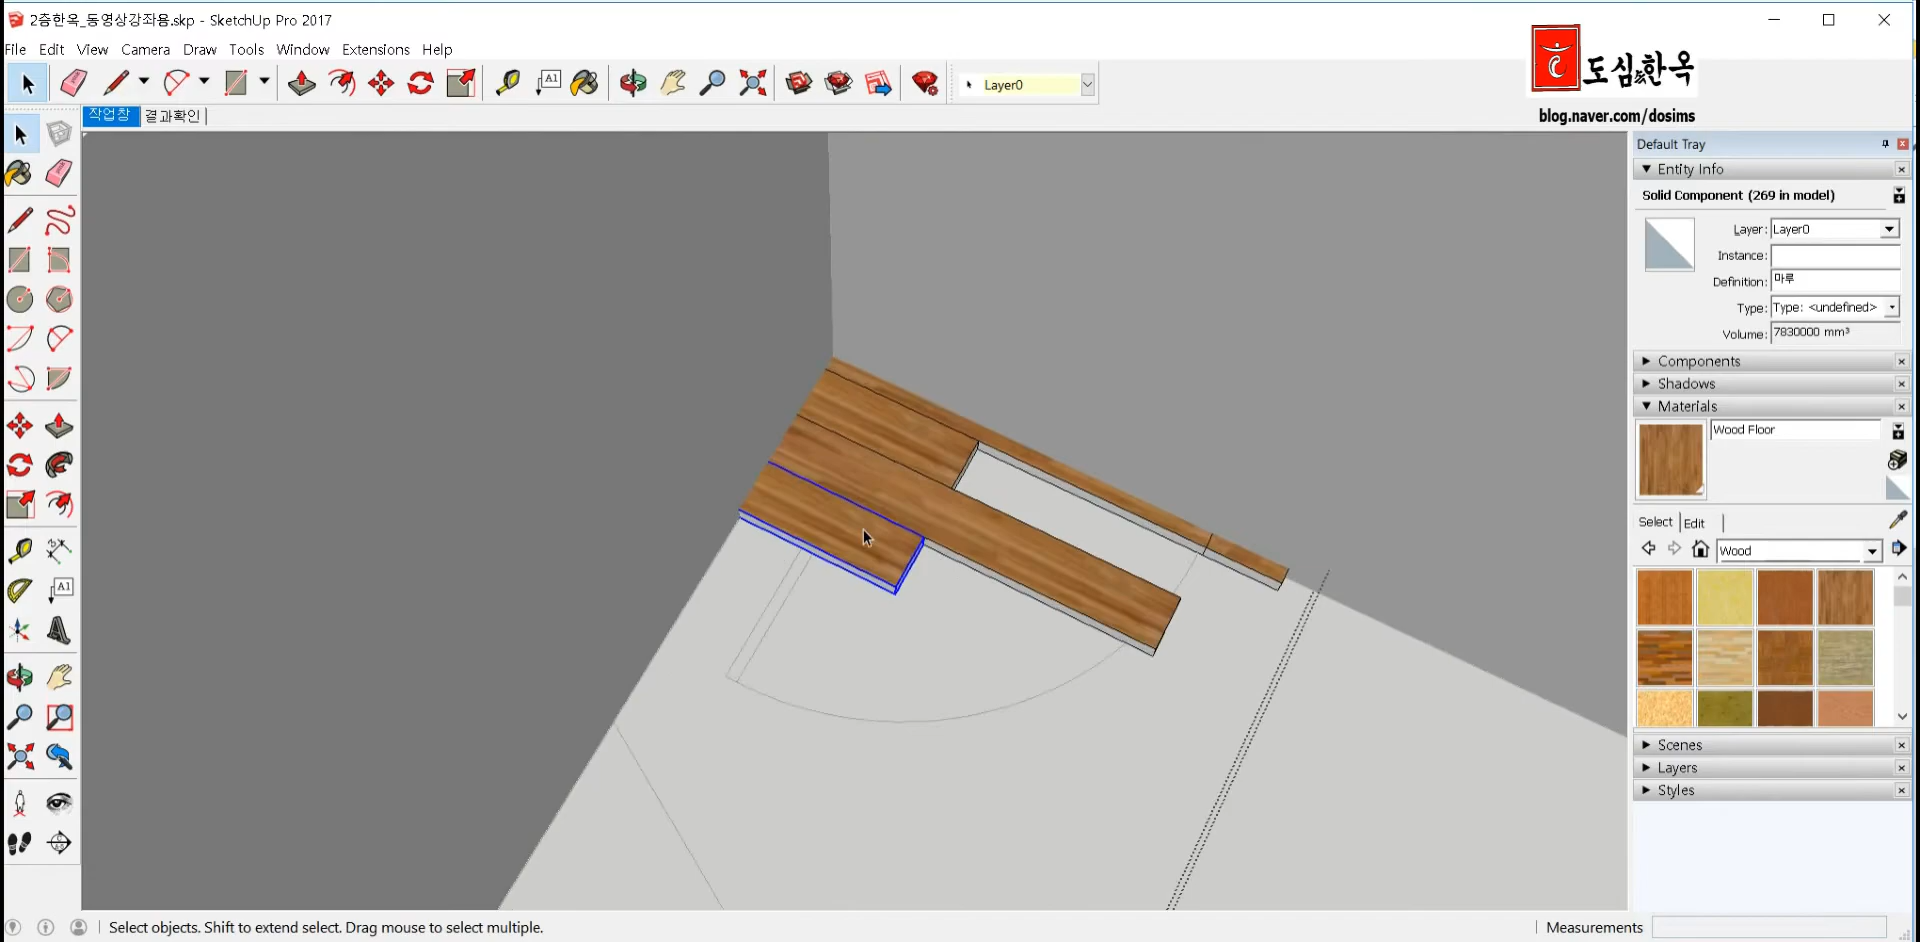 2층한옥_동영상강좌용.skp - SketchUp Pro 2017
File Edit View Camera Draw Tools Window Extensions Help
A1
Layer0
도심한옥
blog.naver.com/dosims
작업창 결과확인
Default Tray
Entity Info
Solid Component (269 in model)
Layer: Layer0
Instance:
Definition: 마루
Type: Type: <undefined>
Volume: 7830000 mm³
Components
Shadows
Materials
Wood Floor
Select Edit
Wood
A1
Scenes
Layers
Styles
Select objects. Shift to extend select. Drag mouse to select multiple.
Measurements